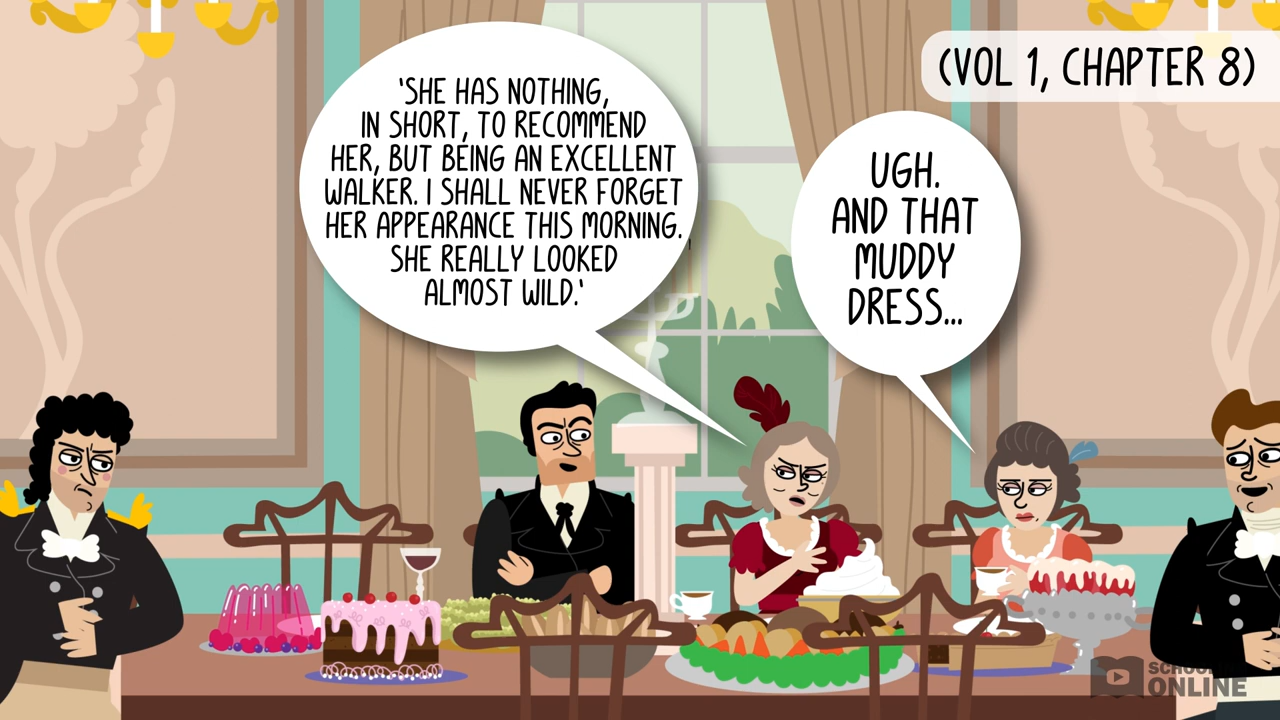 (VOL 1, CHAPTER 8)
'SHE HAS NOTHING,
IN SHORT, TO RECOMMEND
HER, BUT BEING AN EXCELLENT
WALKER. I SHALL NEVER FORGET
HER APPEARANCE THIS MORNING.
SHE REALLY LOOKED
ALMOST WILD.'
UGH.
AND THAT
MUDDY
DRESS...
ONLINE